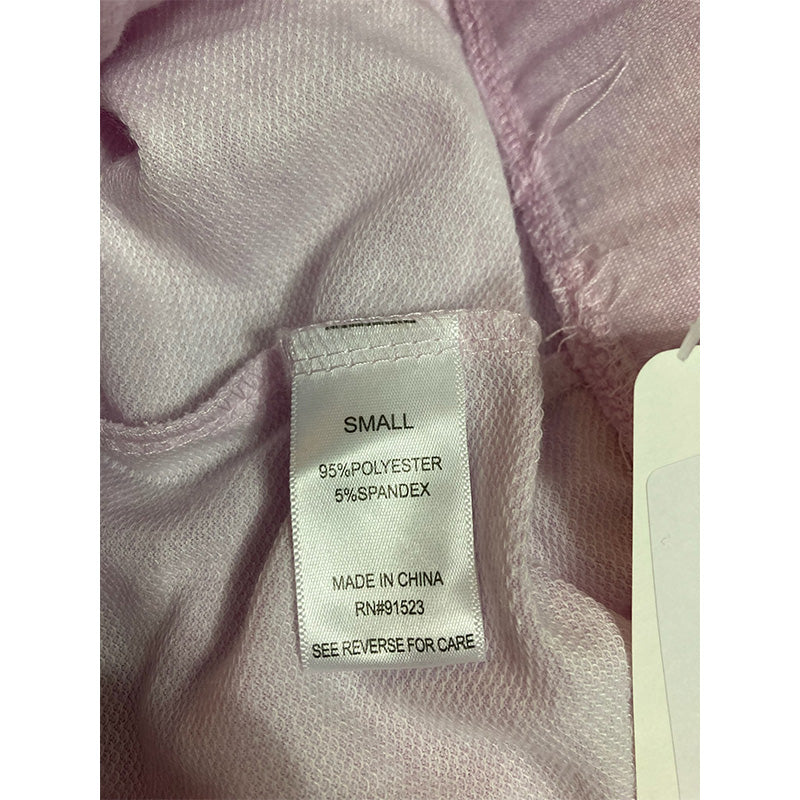 SMALL
95%POLYESTER
5%SPANDEX
MADE IN CHINA
RN#91523
SEE REVERSE FOR CARE